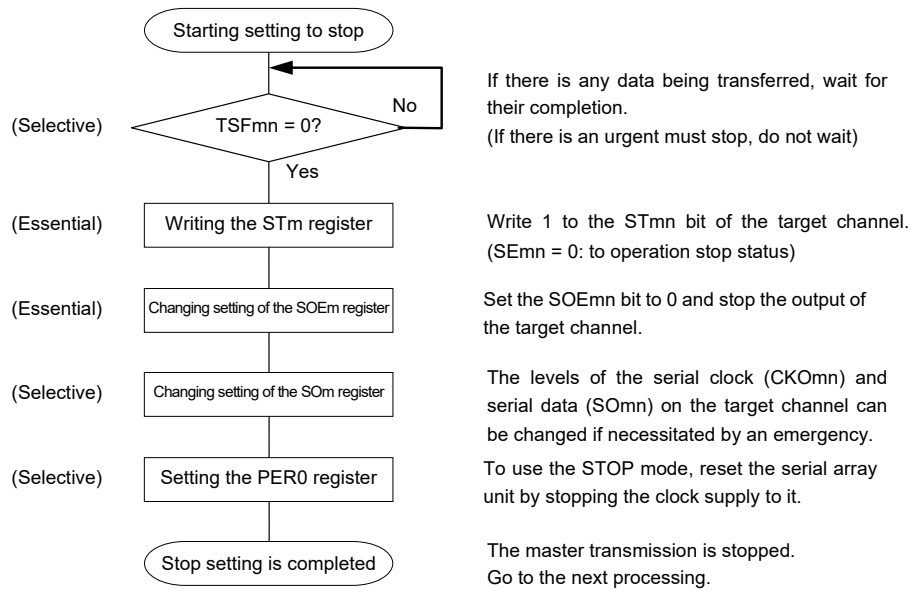 Starting setting to stop
No
If there is any data being transferred, wait for
their completion.
(If there is an urgent must stop, do not wait)
(Selective)
TSFmn = 0?
Yes
(Essential)
Writing the STm register
Write 1 to the STmn bit of the target channel.
(SEmn = 0: to operation stop status)
(Essential)
Changing setting of the SOEm register
Set the SOEmn bit to 0 and stop the output of
the target channel.
(Selective)
Changing setting of the SOm register
The levels of the serial clock (CKOmn) and
serial data (SOmn) on the target channel can
be changed if necessitated by an emergency.
(Selective)
Setting the PER0 register
To use the STOP mode, reset the serial array
unit by stopping the clock supply to it.
Stop setting is completed
The master transmission is stopped.
Go to the next processing.